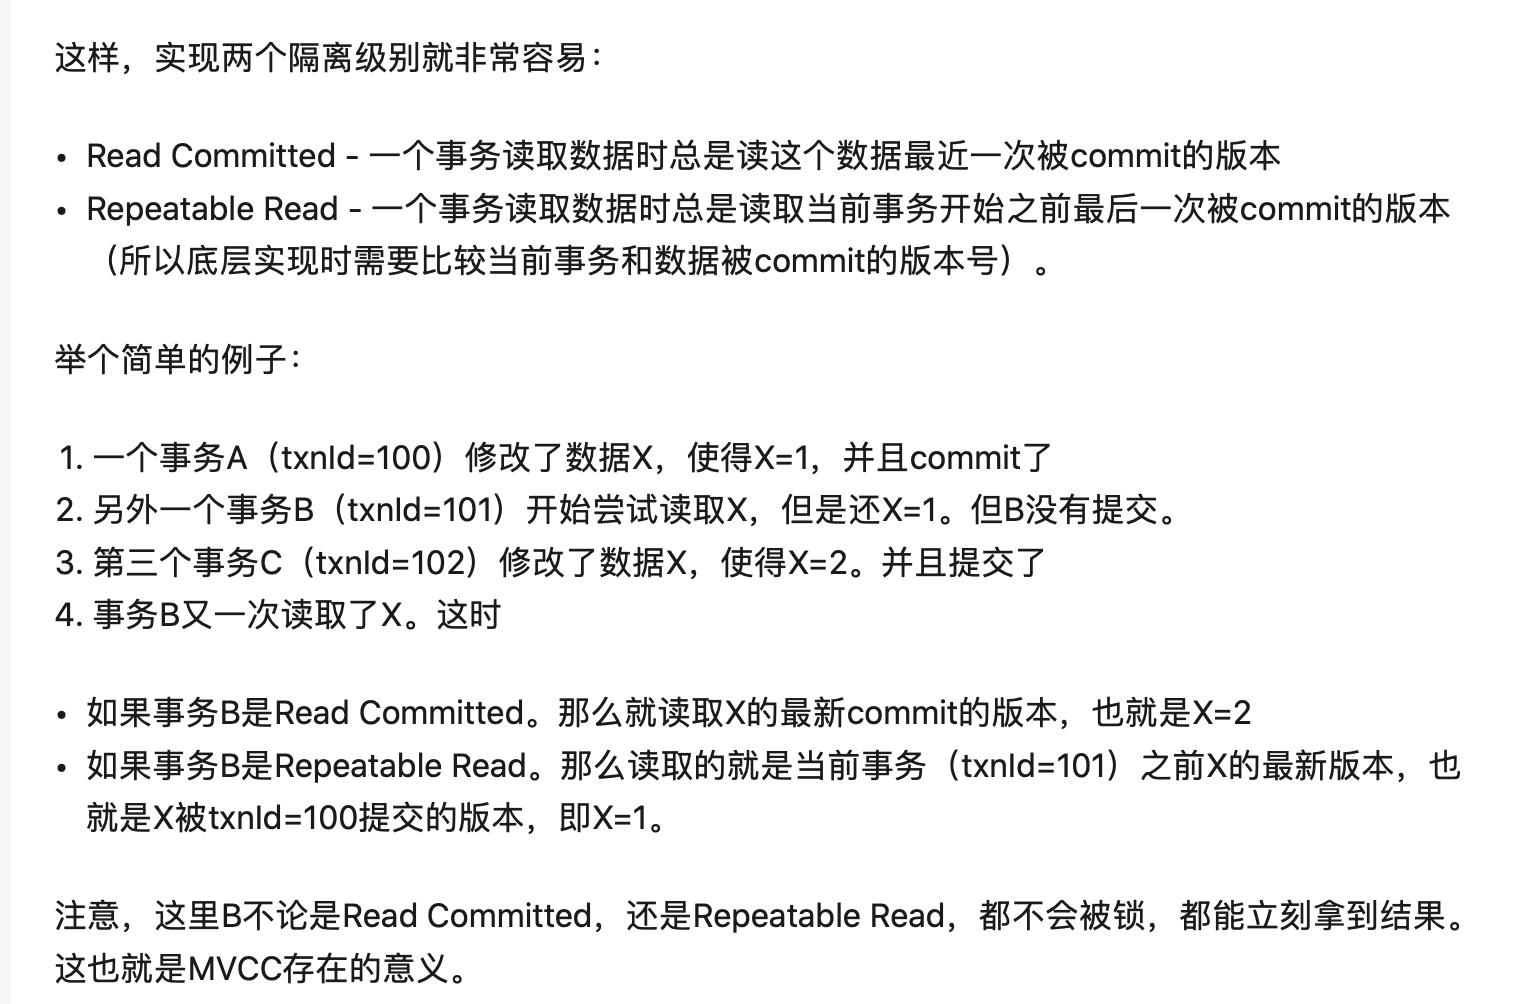 这样，实现两个隔离级别就非常容易：
• Read Committed - 一个事务读取数据时总是读这个数据最近一次被commit的版本
• Repeatable Read - 一个事务读取数据时总是读取当前事务开始之前最后一次被commit的版本
（所以底层实现时需要比较当前事务和数据被commit的版本号）。
举个简单的例子：
1. 一个事务A（txnId=100）修改了数据X，使得X=1，并且commit了
2. 另外一个事务B（txnId=101）开始尝试读取X，但是还X=1。但B没有提交。
3. 第三个事务C（txnId=102）修改了数据X，使得X=2。并且提交了
4. 事务B又一次读取了X。这时
• 如果事务B是Read Committed。那么就读取X的最新commit的版本，也就是X=2
• 如果事务B是Repeatable Read。那么读取的就是当前事务（txnId=101）之前X的最新版本，也
就是X被txnId=100提交的版本，即X=1。
注意，这里B不论是Read Committed，还是Repeatable Read，都不会被锁，都能立刻拿到结果。
这也就是MVCC存在的意义。